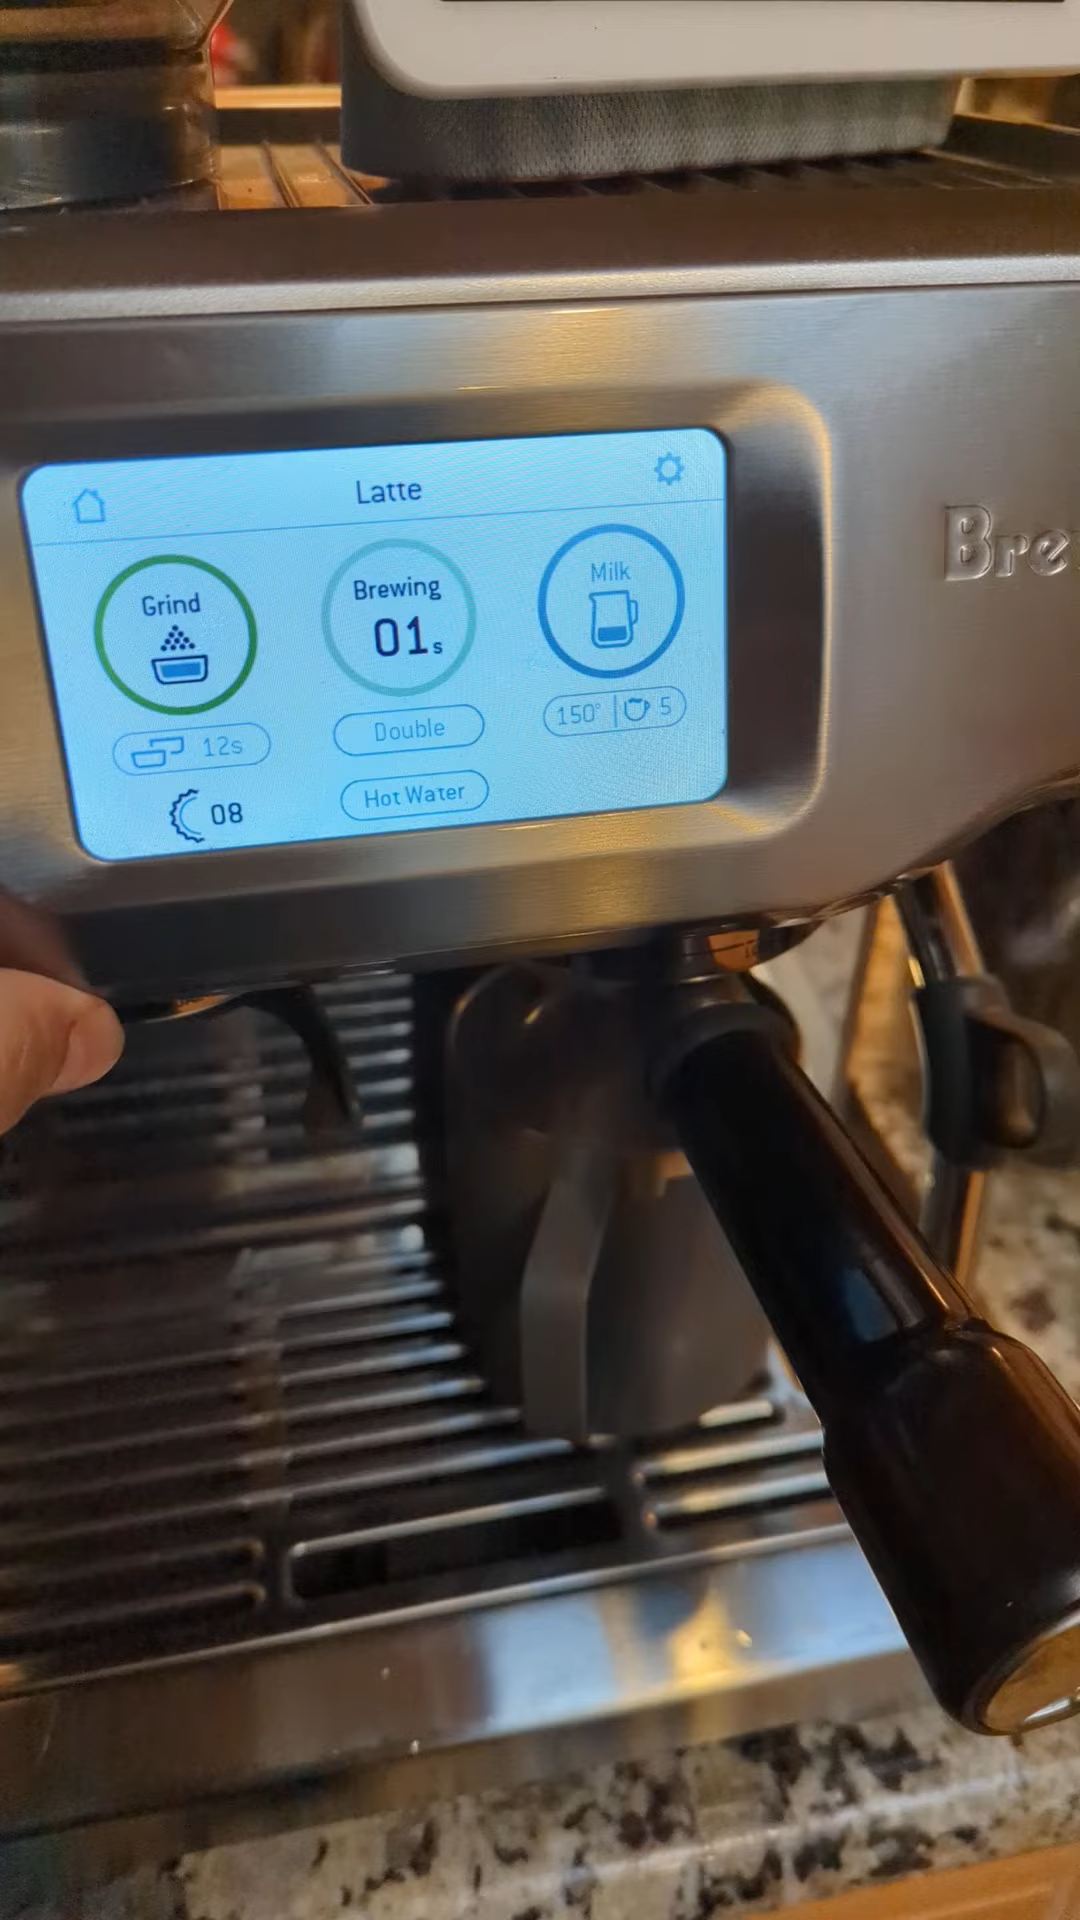 Latte
Grind
Brewing
01s
Milk
12s
Double
150° 5
08
Hot Water
Bre